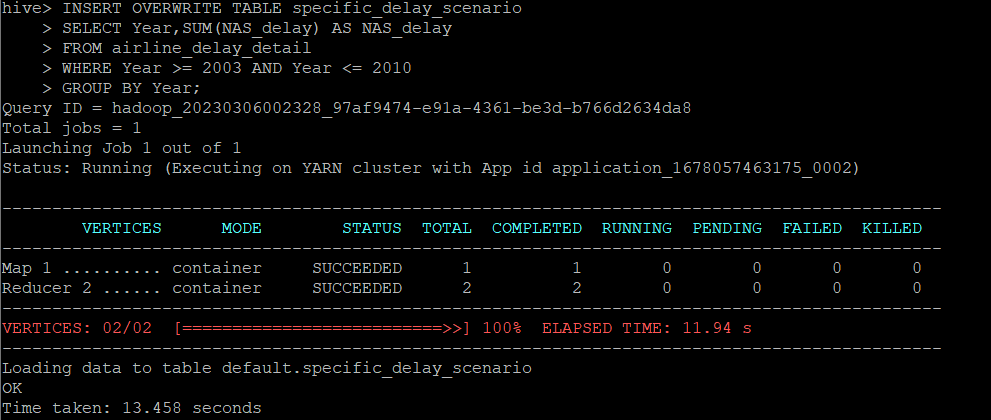 hive> INSERT OVERWRITE TABLE specific_delay_scenario
    > SELECT Year,SUM(NAS_delay) AS NAS_delay
    > FROM airline_delay_detail
    > WHERE Year >= 2003 AND Year <= 2010
    > GROUP BY Year;
Query ID = hadoop_20230306002328_97af9474-e91a-4361-be3d-b766d2634da8
Total jobs = 1
Launching Job 1 out of 1
Status: Running (Executing on YARN cluster with App id application_1678057463175_0002)
----------------------------------------------------------------------------------------------
        VERTICES      MODE        STATUS  TOTAL  COMPLETED  RUNNING  PENDING  FAILED  KILLED
----------------------------------------------------------------------------------------------
Map 1 .......... container     SUCCEEDED      1          1        0        0       0       0
Reducer 2 ...... container     SUCCEEDED      2          2        0        0       0       0
----------------------------------------------------------------------------------------------
VERTICES: 02/02  [==========================>>] 100%  ELAPSED TIME: 11.94 s
----------------------------------------------------------------------------------------------
Loading data to table default.specific_delay_scenario
OK
Time taken: 13.458 seconds